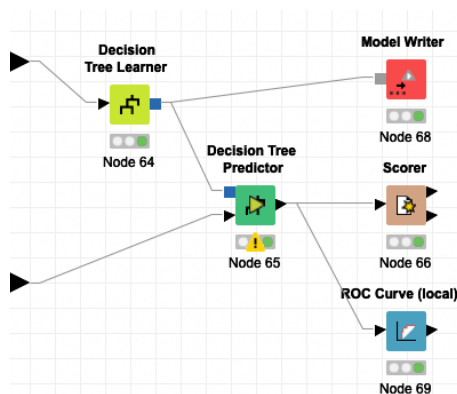 Decision
Tree Learner
Node 64
Model Writer
Node 68
Decision Tree
Predictor
Node 65
Scorer
Node 66
ROC Curve (local)
Node 69